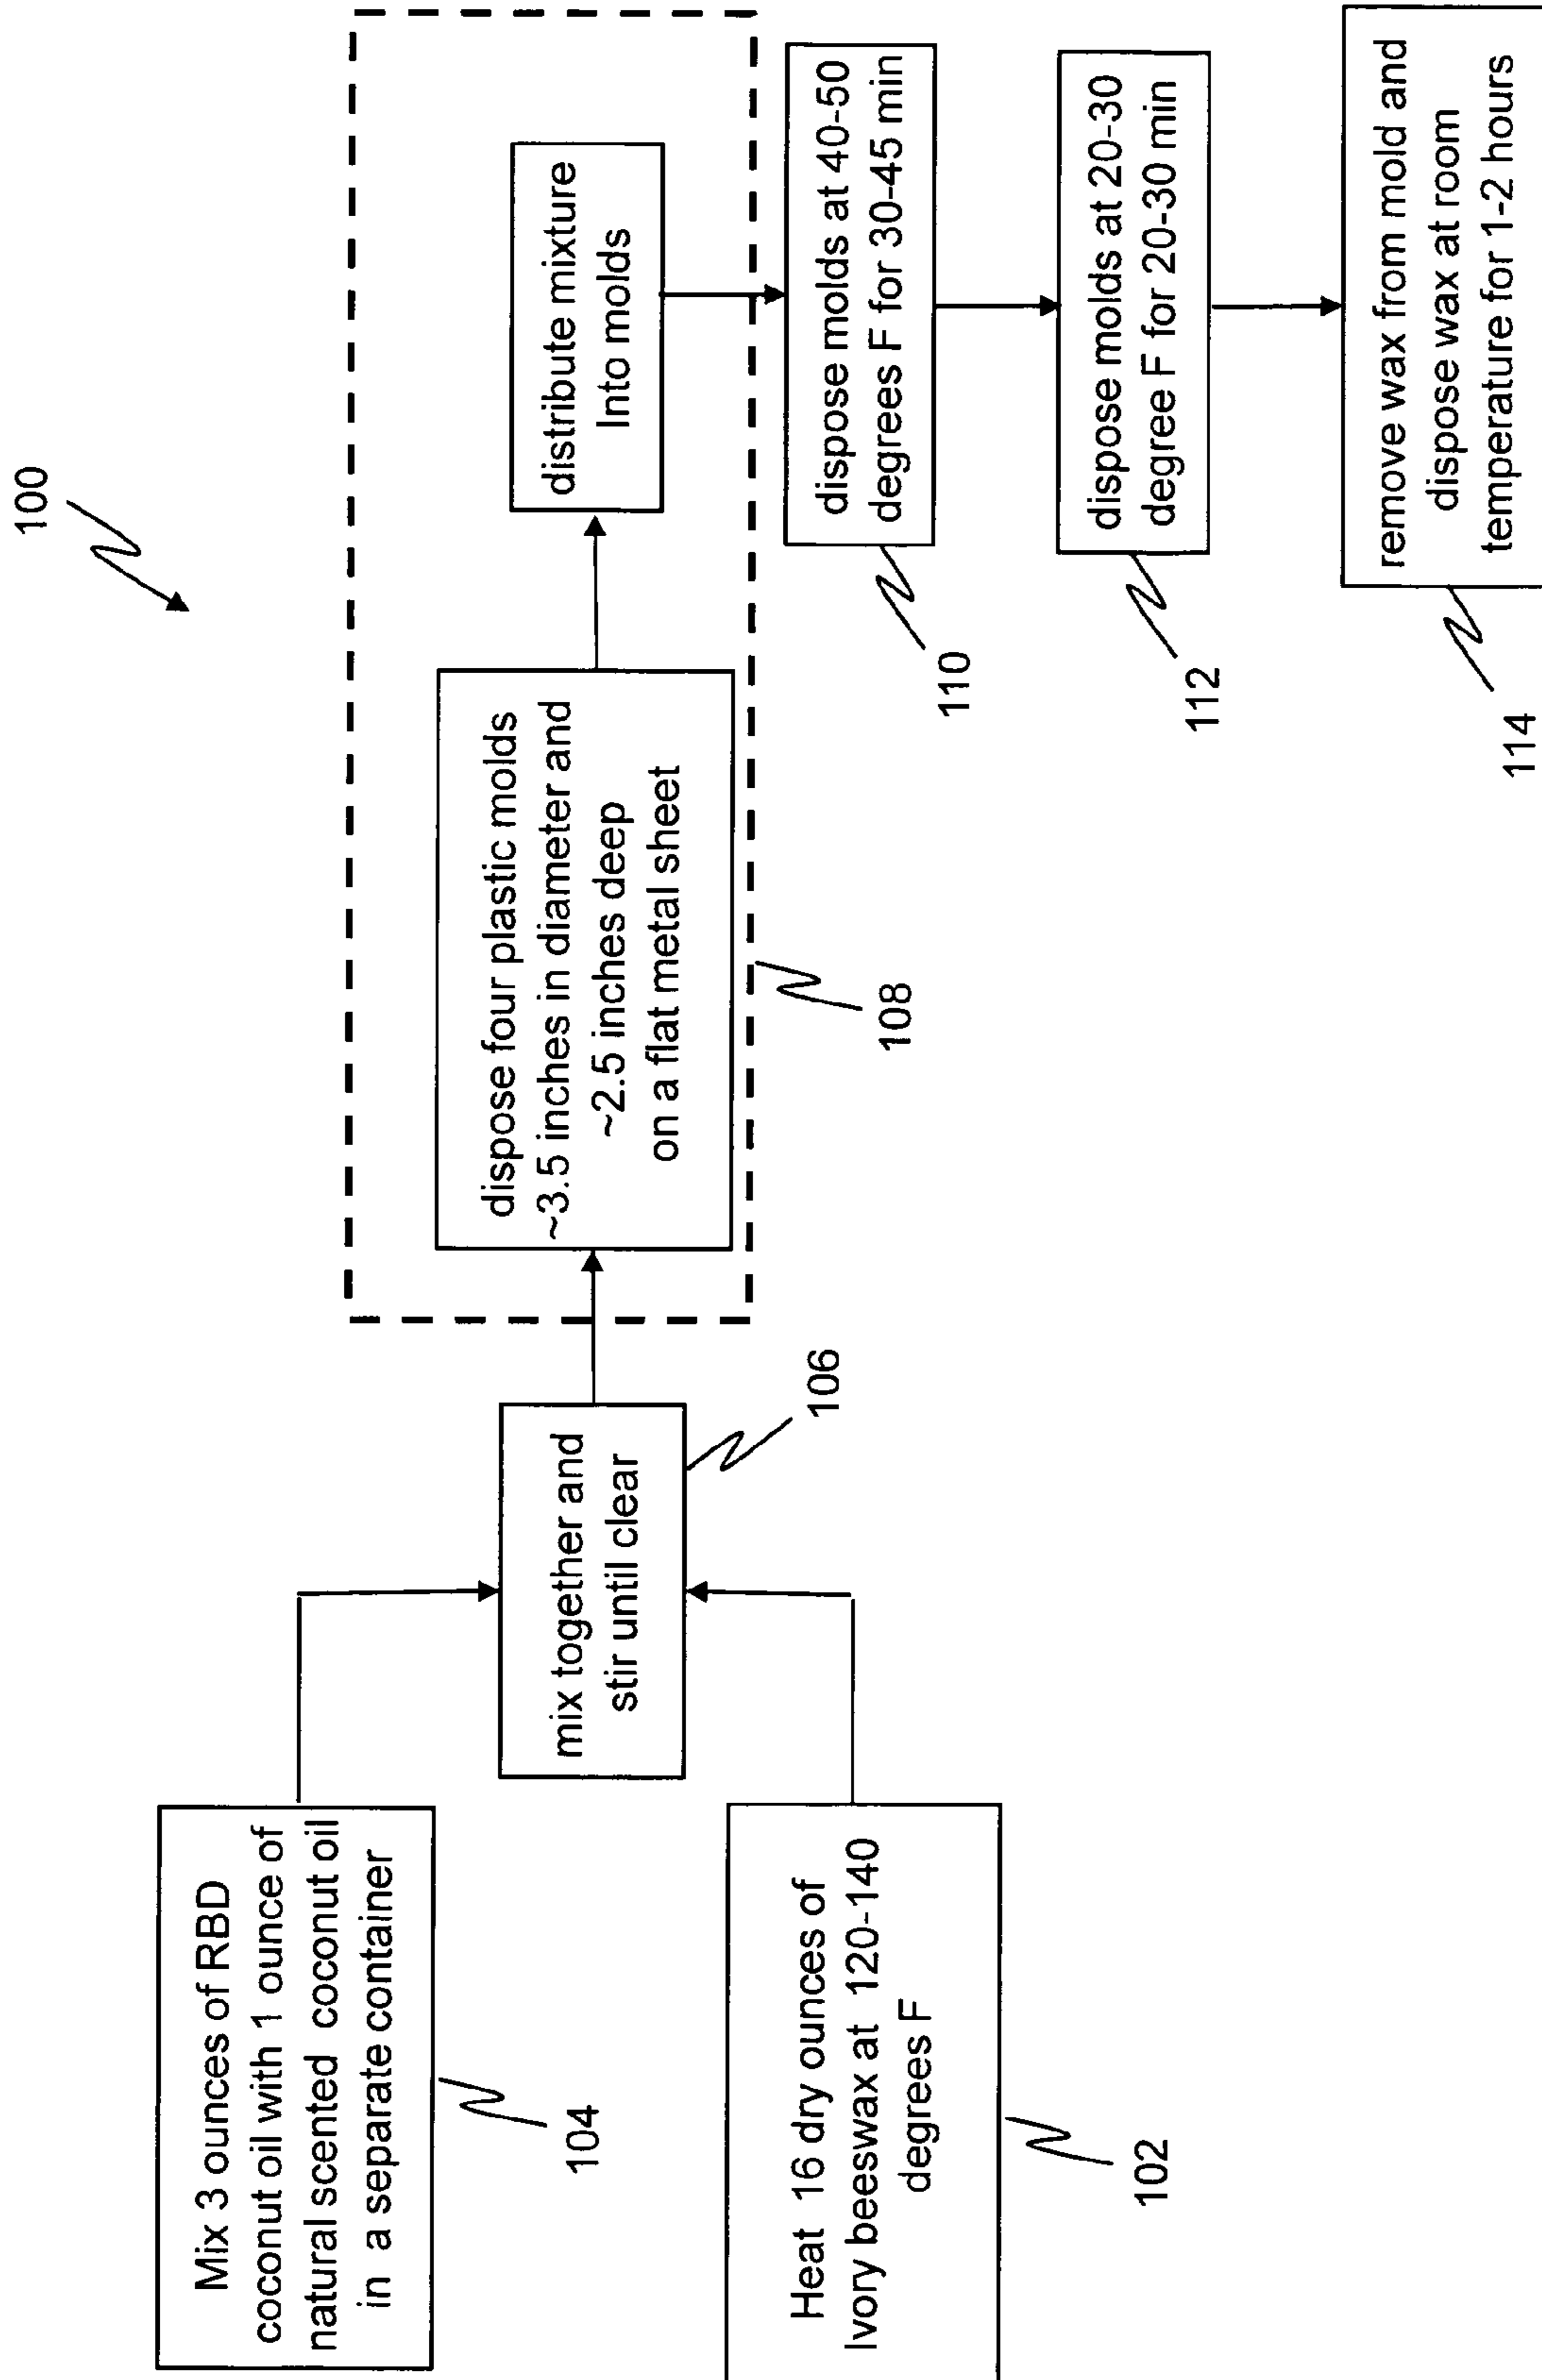 100
Mix 3 ounces of RBD
coconut oil with 1 ounce of
natural scented  coconut oil
in  a separate container
104
Heat  16 dry ounces of
Ivory beeswax at  120-140
degrees F
102
mix together and
stir until clear
106
dispose four plastic molds
~3.5 inches in diameter and
~2.5 inches deep
on a flat metal sheet
108
distribute mixture
Into molds
dispose molds at 40-50
degrees F for 30-45 min
110
dispose molds at 20-30
degree F for 20-30 min
112
remove wax from mold and
dispose wax at room
temperature for 1-2 hours
114